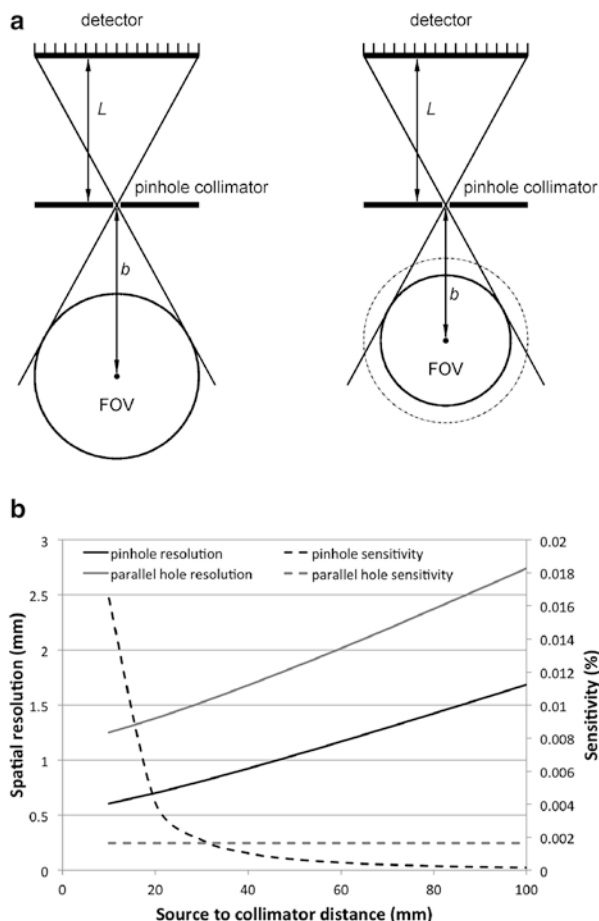 a
detector
detector
L
L
pinhole collimator
pinhole collimator
b
b
FOV
FOV
b
pinhole resolution
pinhole sensitivity
parallel hole resolution
parallel hole sensitivity
3
2.5
2
1.5
1
0.5
0
Spatial resolution (mm)
0.02
0.018
0.016
0.014
0.012
0.01
0.008
0.006
0.004
0.002
0
Sensitivity (%)
0
20
40
60
80
100
Source to collimator distance (mm)